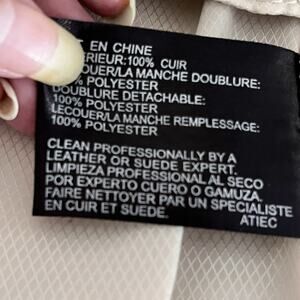 EN CHINE
RIEUR:100% CUIR
COUER/LA MANCHE DOUBLURE:
% POLYESTER
DOUBLURE DETACHABLE:
100% POLYESTER
LECOUER/LA MANCHE REMPLESSAGE:
100% POLYESTER
CLEAN PROFESSIONALLY BY A
LEATHER OR SUEDE EXPERT.
LIMPIEZA PROFESSIONAL AL SECO
POR EXPERTO CUERO O GAMUZA.
FAIRE NETTOYER PAR UN SPECIALISTE
EN CUIR ET SUEDE.
ATIEC